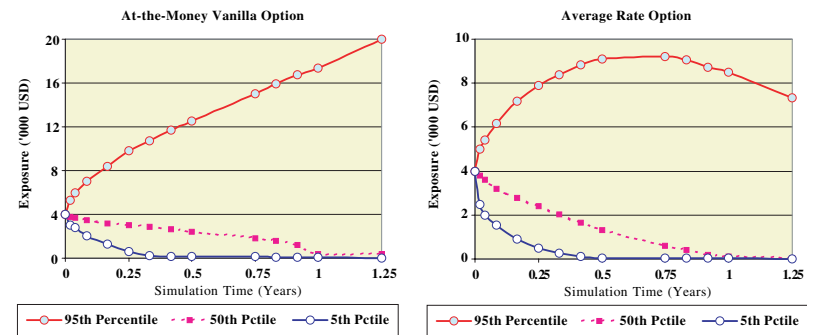 At-the-Money Vanilla Option
Exposure ('000 USD)
20
16
12
8
4
0
0
0.25
0.5
0.75
1
1.25
Simulation Time (Years)
95th Percentile
50th Pctile
5th Pctile
Average Rate Option
Exposure ('000 USD)
10
8
6
4
2
0
0
0.25
0.5
0.75
1
1.25
Simulation Time (Years)
95th Percentile
50th Pctile
5th Pctile